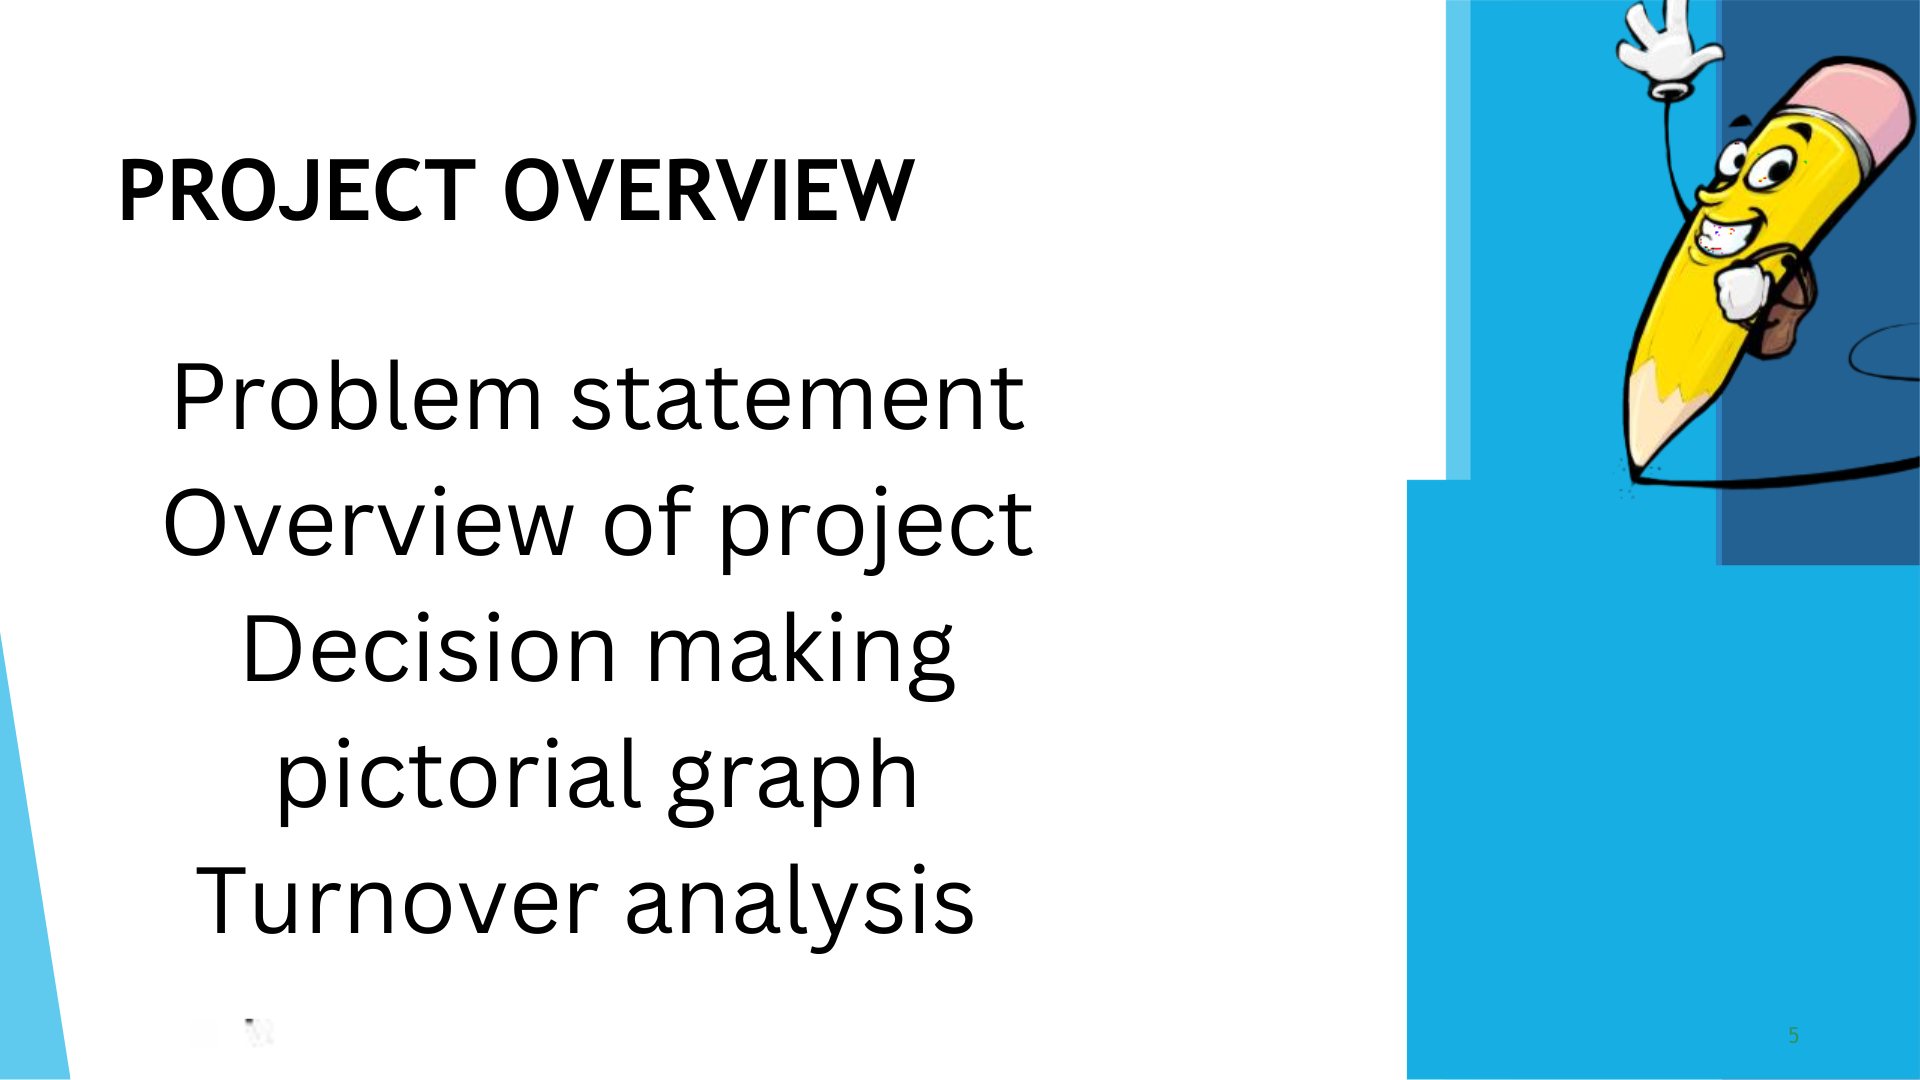 PROJECT OVERVIEW
Problem statement
Overview of project
Decision making
pictorial graph
Turnover analysis
5